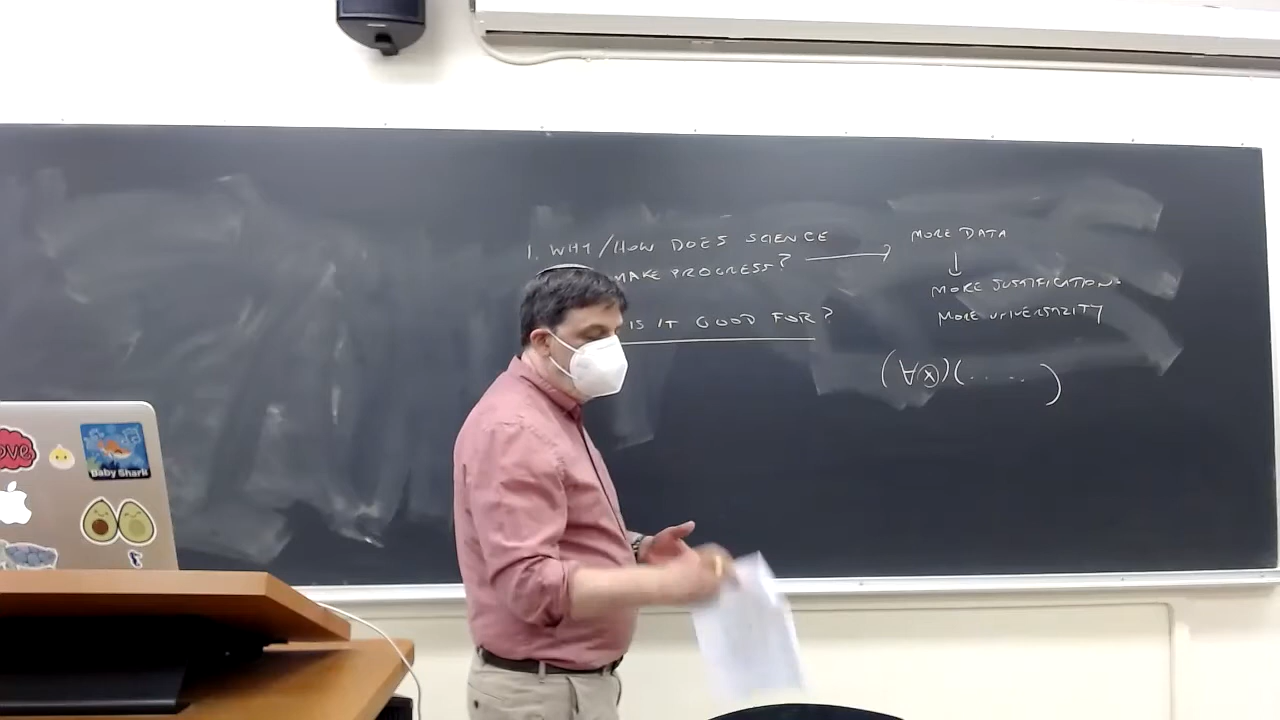 1. WHY/HOW DOES SCIENCE
MAKE PROGRESS?
IS IT GOOD FOR?
MORE DATA
MORE JUSTIFICATION.
MORE UNIVERSALITY
(∀x)(.....)
ove
Baby Shark